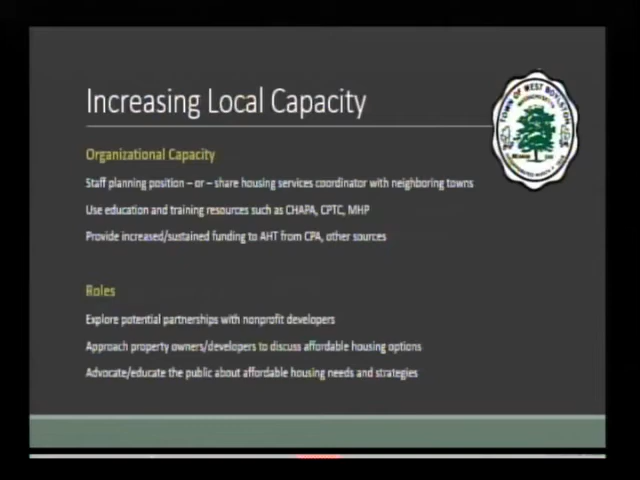 Increasing Local Capacity
TOWN OF WEST BOYLSTON
Organizational Capacity
Staff planning position – or – share housing services coordinator with neighboring towns
Use education and training resources such as CHAPA, CPTC, MHP
Provide increased/sustained funding to AHT from CPA, other sources
Roles
Explore potential partnerships with nonprofit developers
Approach property owners/developers to discuss affordable housing options
Advocate/educate the public about affordable housing needs and strategies